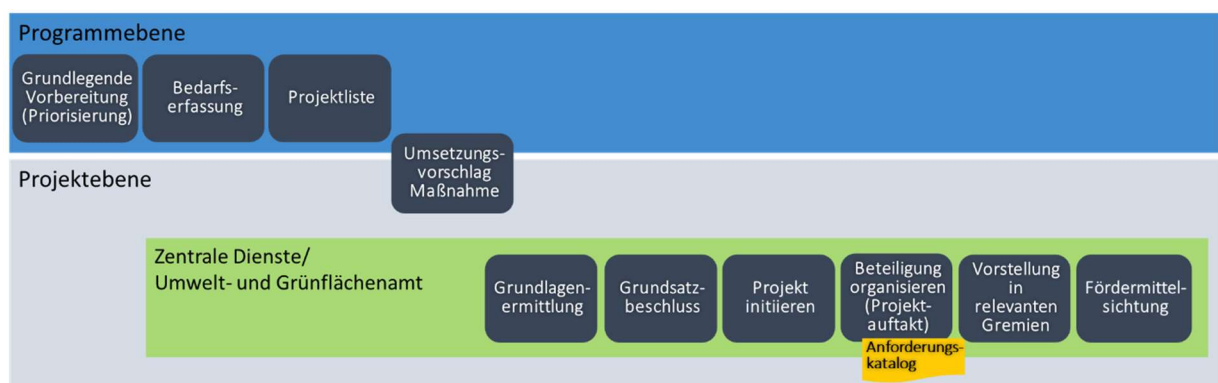 Programmebene
Grundlegende
Vorbereitung
(Priorisierung)
Bedarfs-
erfassung
Projektliste
Umsetzungs-
vorschlag
Maßnahme
Projektebene
Zentrale Dienste/
Umwelt- und Grünflächenamt
Grundlagen-
ermittlung
Grundsatz-
beschluss
Projekt
initiieren
Beteiligung
organisieren
(Projekt-
auftakt)
Anforderungs-
katalog
Vorstellung
in
relevanten
Gremien
Fördermittel-
sichtung